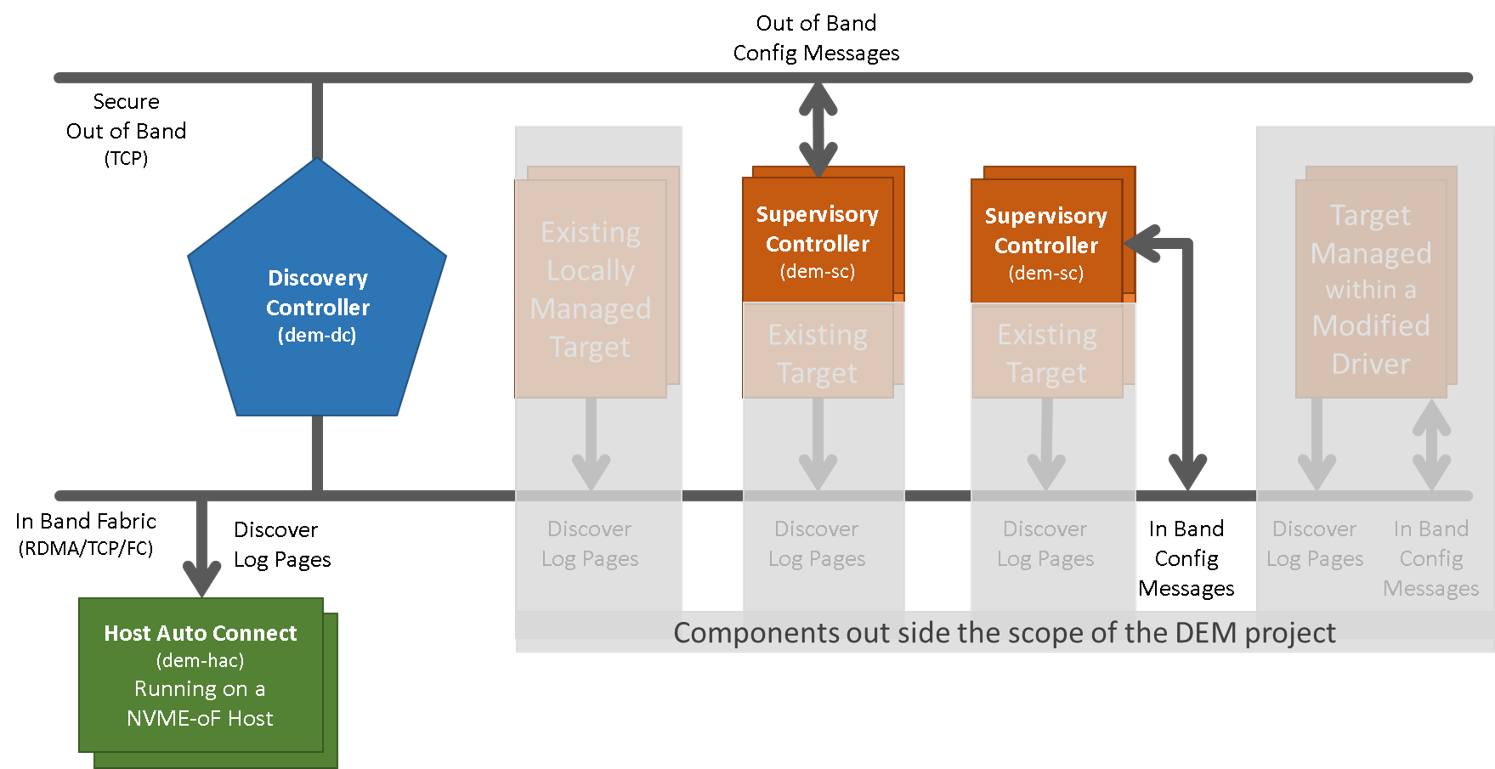 Out of Band
Config Messages
Secure
Out of Band
(TCP)
Discovery
Controller
(dem-dc)
Existing
Locally
Managed
Target
Supervisory
Controller
(dem-sc)
Existing
Target
Supervisory
Controller
(dem-sc)
Existing
Target
Target
Managed
within a
Modified
Driver
In Band Fabric
(RDMA/TCP/FC)
Discover
Log Pages
Discover
Log Pages
Discover
Log Pages
Discover
Log Pages
In Band
Config
Messages
Discover
Log Pages
In Band
Config
Messages
Components out side the scope of the DEM project
Host Auto Connect
(dem-hac)
Running on a
NVME-oF Host